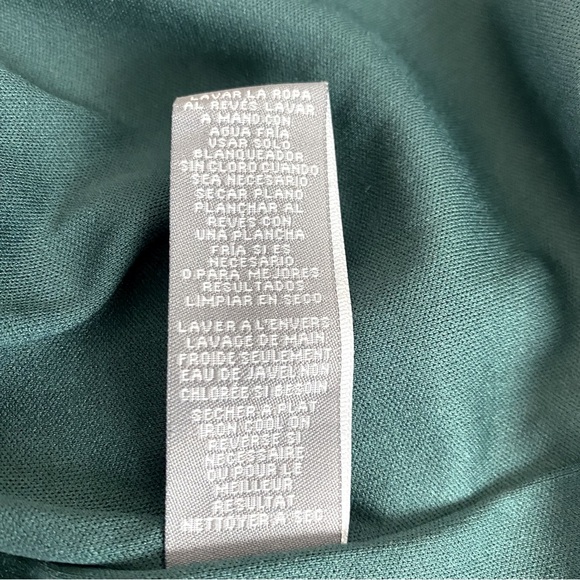 LAVAR LA ROPA
AL REVÉS LAVAR
A MANO.CON
AGUA FRÍA
USAR SOLO
BLANQUEADOR
SIN CLORO CUANDO
SEA NECESARIO
SECAR PLANO
PLANCHAR AL
REVÉS CON
UNA PLANCHA
FRÍA SI ES
NECESARIO
O.PARA MEJORES
RESULTADOS
LIMPIAR EN SECO
LAVER A L'ENVERS
LAVAGE DE MAIN
FROIDE SEULEMENT
EAU DE JAVEL NON
CHLORÉE SI BESOIN
SECHER A PLAT
IRON COOL ON
REVERSE SI
NECESSAIRE
OU POUR LE
MEILLEUR
RESULTAT
NETTOYER A SEC